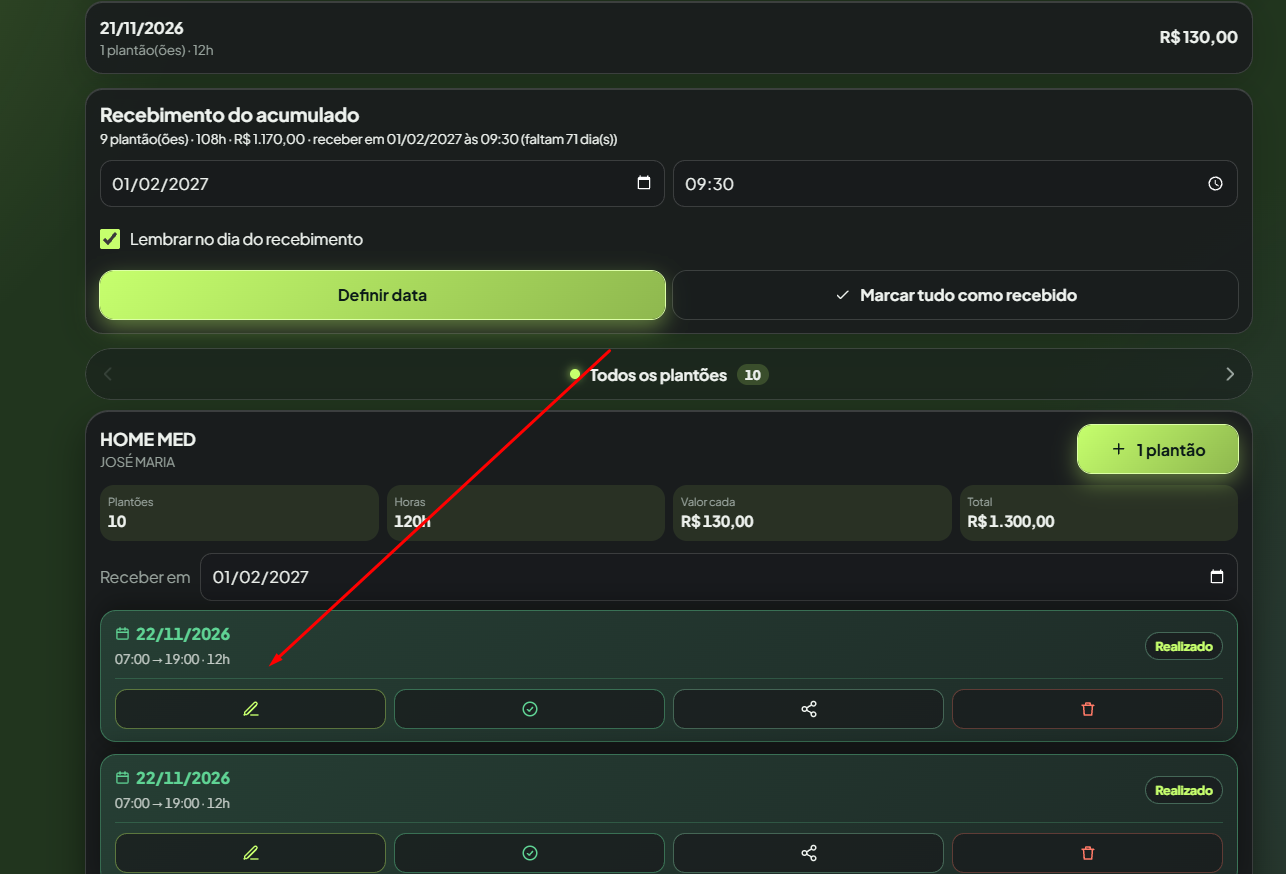 21/11/2026
1 plantão(ões) · 12h
R$ 130,00
Recebimento do acumulado
9 plantão(ões) · 108h · R$ 1.170,00 · receber em 01/02/2027 às 09:30 (faltam 71 dia(s))
01/02/2027
09:30
Lembrar no dia do recebimento
Definir data
Marcar tudo como recebido
Todos os plantões 10
HOME MED
JOSÉ MARIA
+ 1 plantão
Plantões
10
Horas
120h
Valor cada
R$ 130,00
Total
R$ 1.300,00
Receber em 01/02/2027
22/11/2026
07:00 → 19:00 · 12h
Realizado
22/11/2026
07:00 → 19:00 · 12h
Realizado